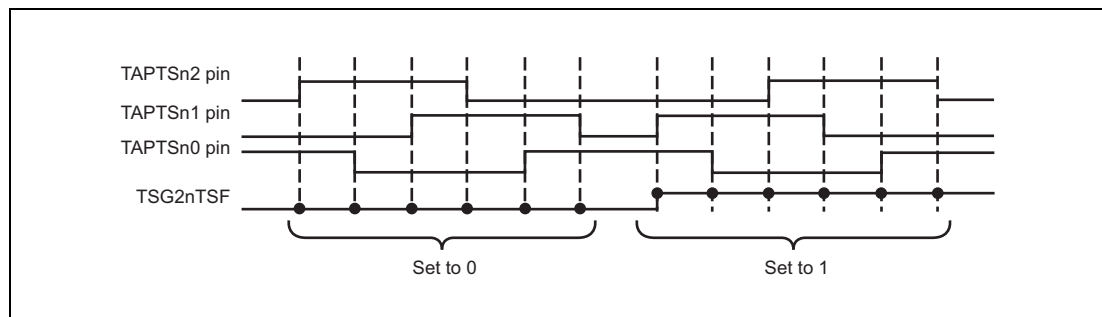 TAPTSn2 pin
TAPTSn1 pin
TAPTSn0 pin
TSG2nTSF
Set to 0
Set to 1